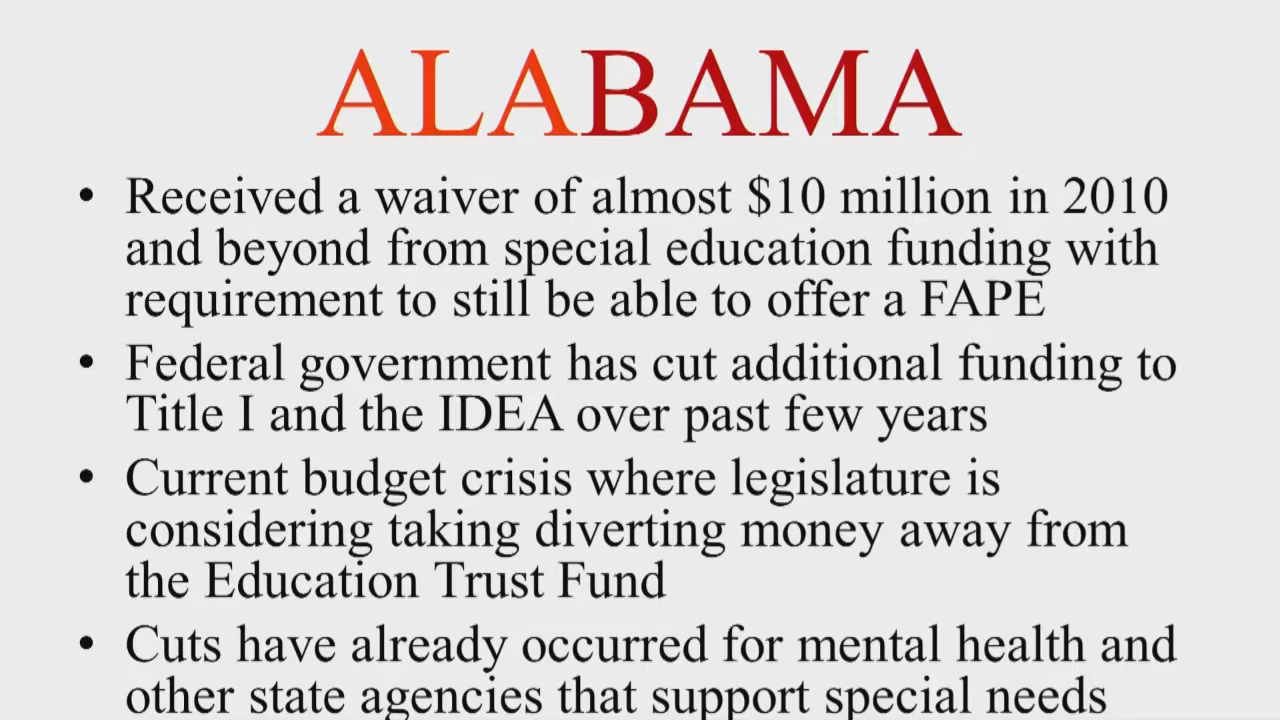 ALABAMA
• Received a waiver of almost $10 million in 2010
and beyond from special education funding with
requirement to still be able to offer a FAPE
• Federal government has cut additional funding to
Title I and the IDEA over past few years
• Current budget crisis where legislature is
considering taking diverting money away from
the Education Trust Fund
• Cuts have already occurred for mental health and
other state agencies that support special needs